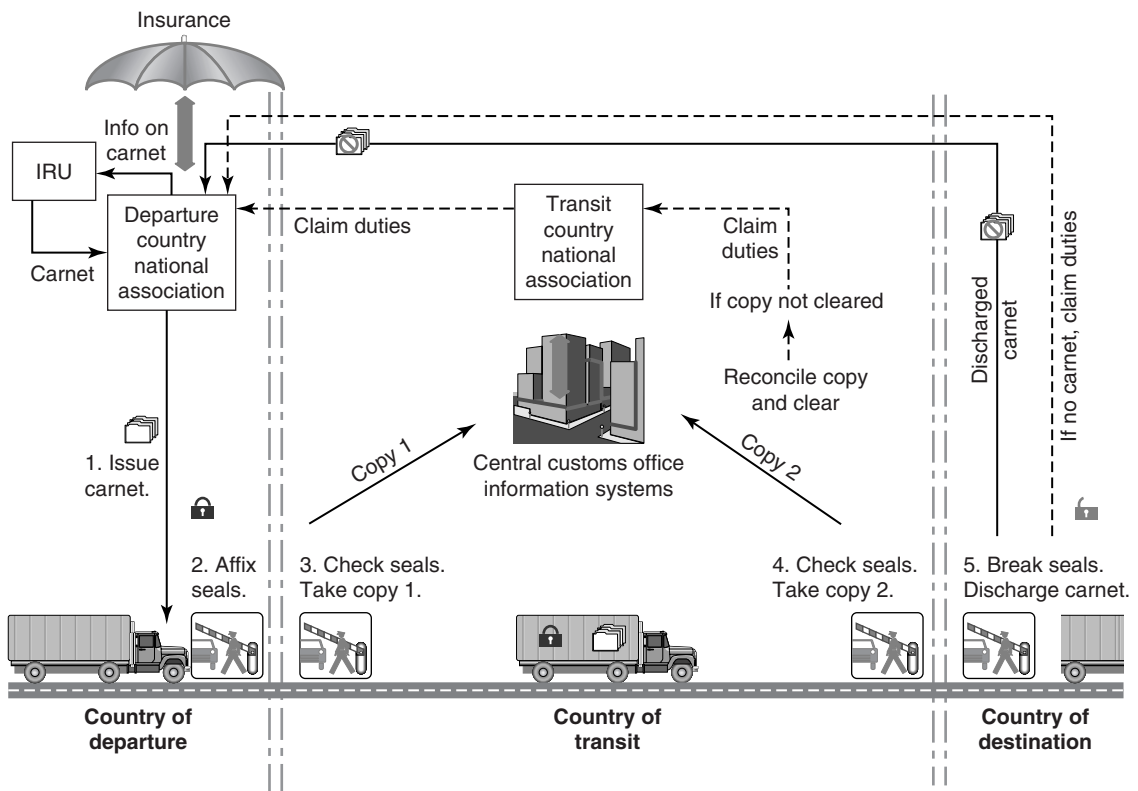 Insurance
Info on
carnet
IRU
Departure
country
national
association
Carnet
Claim duties
Transit
country
national
association
Claim
duties
If copy not cleared
Reconcile copy
and clear
Discharged
carnet
If no carnet, claim duties
1. Issue
carnet.
Copy 1
Central customs office
information systems
Copy 2
2. Affix
seals.
3. Check seals.
Take copy 1.
4. Check seals.
Take copy 2.
5. Break seals.
Discharge carnet.
Country of
departure
Country of
transit
Country of
destination